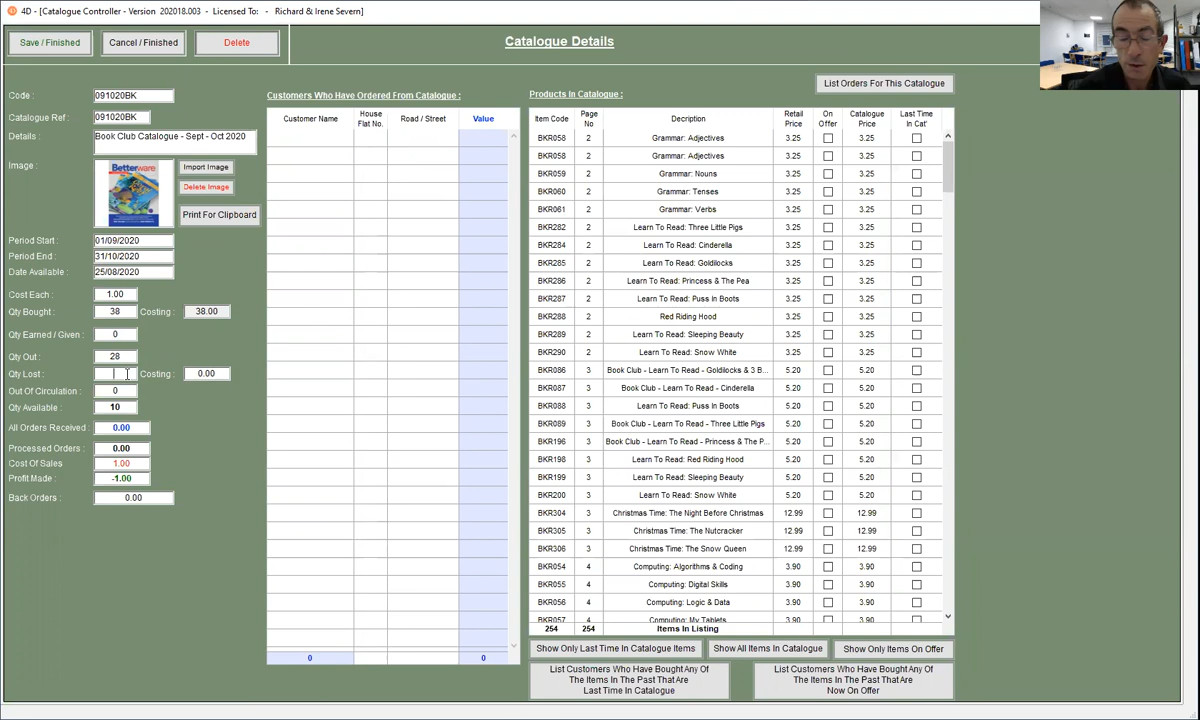 4D - [Catalogue Controller - Version 202018.003 - Licensed To: - Richard & Irene Severn]
Save / Finished
Cancel / Finished
Delete
Catalogue Details
List Orders For This Catalogue
Code :
091020BK
Catalogue Ref :
091020BK
Details :
Book Club Catalogue - Sept - Oct 2020
Image :
Betterware
Import Image
Delete Image
Print For Clipboard
Period Start :
01/09/2020
Period End :
31/10/2020
Date Available :
25/08/2020
Cost Each :
1.00
Qty Bought :
38
Costing :
38.00
Qty Earned / Given :
0
Qty Out :
28
Qty Lost :
Costing :
0.00
Out Of Circulation :
0
Qty Available :
10
All Orders Received :
0.00
Processed Orders :
0.00
Cost Of Sales
1.00
Profit Made :
-1.00
Back Orders :
0.00
Customers Who Have Ordered From Catalogue :
Customer Name House Flat No. Road / Street Value
0 0
Products In Catalogue :
Item Code Page No Decription Retail Price On Offer Catalogue Price Last Time In Cat'
BKR058 2 Grammar: Adjectives 3.25 3.25
BKR058 2 Grammar: Adjectives 3.25 3.25
BKR059 2 Grammar: Nouns 3.25 3.25
BKR060 2 Grammar: Tenses 3.25 3.25
BKR061 2 Grammar: Verbs 3.25 3.25
BKR282 2 Learn To Read: Three Little Pigs 3.25 3.25
BKR284 2 Learn To Read: Cinderella 3.25 3.25
BKR285 2 Learn To Read: Goldilocks 3.25 3.25
BKR286 2 Learn To Read: Princess & The Pea 3.25 3.25
BKR287 2 Learn To Read: Puss In Boots 3.25 3.25
BKR288 2 Red Riding Hood 3.25 3.25
BKR289 2 Learn To Read: Sleeping Beauty 3.25 3.25
BKR290 2 Learn To Read: Snow White 3.25 3.25
BKR086 3 Book Club - Learn To Read - Goldilocks & 3 B... 5.20 5.20
BKR087 3 Book Club - Learn To Read - Cinderella 5.20 5.20
BKR088 3 Learn To Read: Puss In Boots 5.20 5.20
BKR089 3 Book Club - Learn To Read - Three Little Pigs 5.20 5.20
BKR196 3 Book Club - Learn To Read - Princess & The P... 5.20 5.20
BKR198 3 Learn To Read: Red Riding Hood 5.20 5.20
BKR199 3 Learn To Read: Sleeping Beauty 5.20 5.20
BKR200 3 Learn To Read: Snow White 5.20 5.20
BKR304 3 Christmas Time: The Night Before Christmas 12.99 12.99
BKR305 3 Christmas Time: The Nutcracker 12.99 12.99
BKR306 3 Christmas Time: The Snow Queen 12.99 12.99
BKR054 4 Computing: Algorithms & Coding 3.90 3.90
BKR055 4 Computing: Digital Skills 3.90 3.90
BKR056 4 Computing: Logic & Data 3.90 3.90
BKR057 4 Computing: My Tablets 3.90 3.90
254 254 Items In Listing
Show Only Last Time In Catalogue Items
Show All Items In Catalogue
Show Only Items On Offer
List Customers Who Have Bought Any Of
The Items In The Past That Are
Last Time In Catalogue
List Customers Who Have Bought Any Of
The Items In The Past That Are
Now On Offer